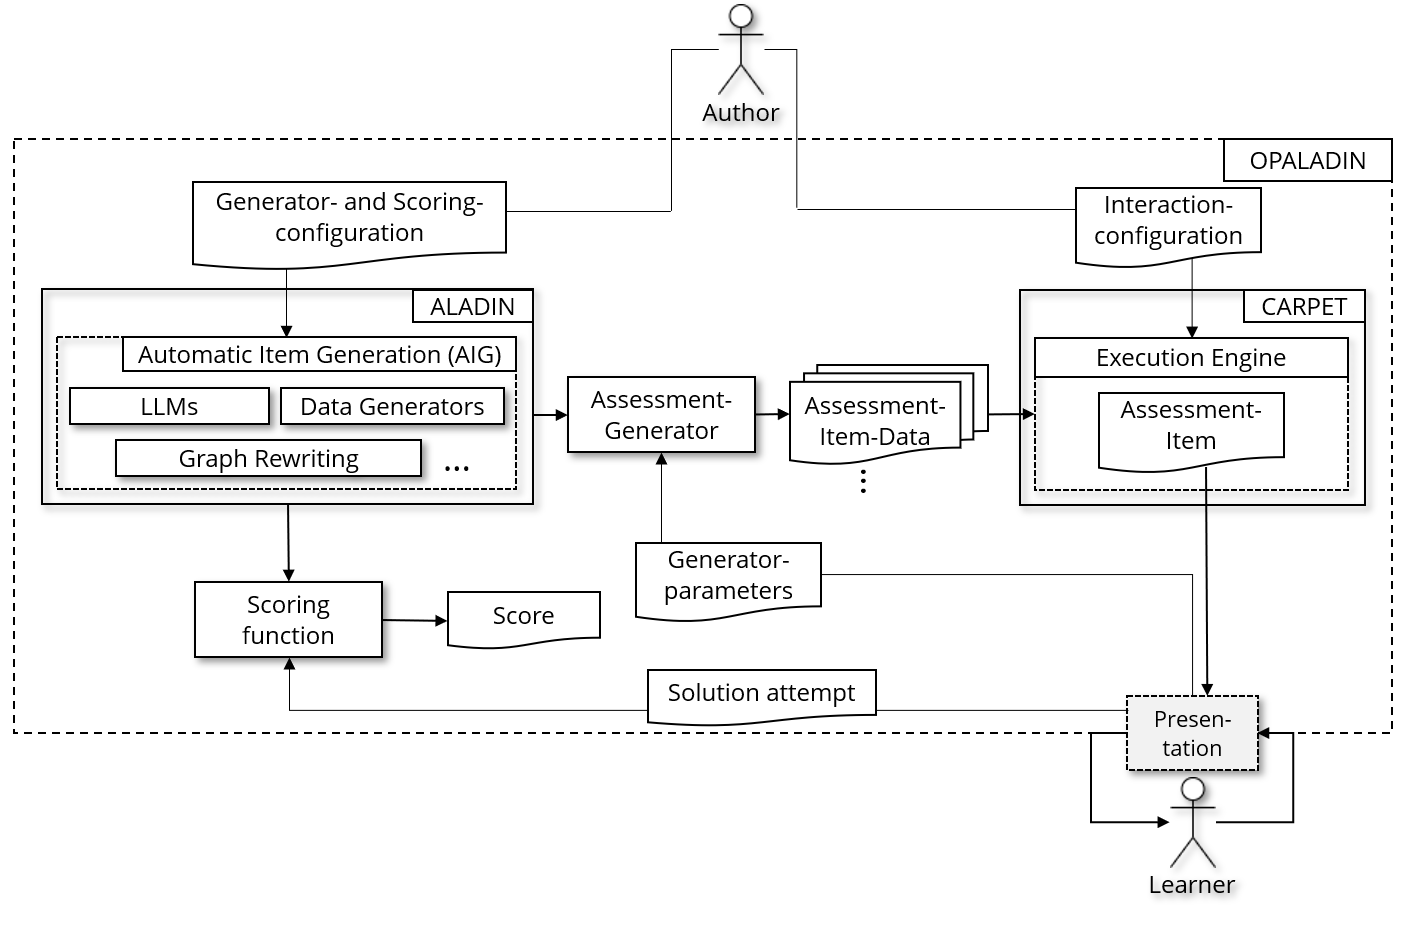 Author
OPALADIN
Generator- and Scoring-
configuration
Interaction-
configuration
ALADIN
CARPET
Automatic Item Generation (AIG)
Execution Engine
LLMs
Data Generators
Graph Rewriting
...
Assessment-
Generator
Assessment-
Item-Data
Assessment-
Item
Generator-
parameters
Scoring
function
Score
Solution attempt
Presen-
tation
Learner